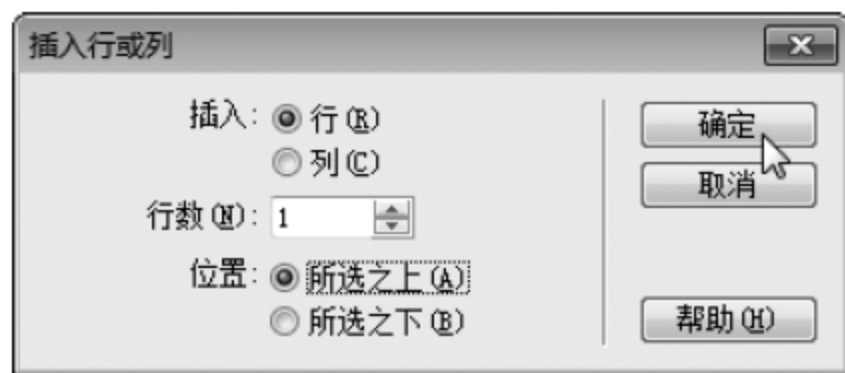 插入行或列
插入: 行(R)
列(C)
确定
取消
行数(N): 1
位置: 所选之上(A)
所选之下(B)
帮助(H)